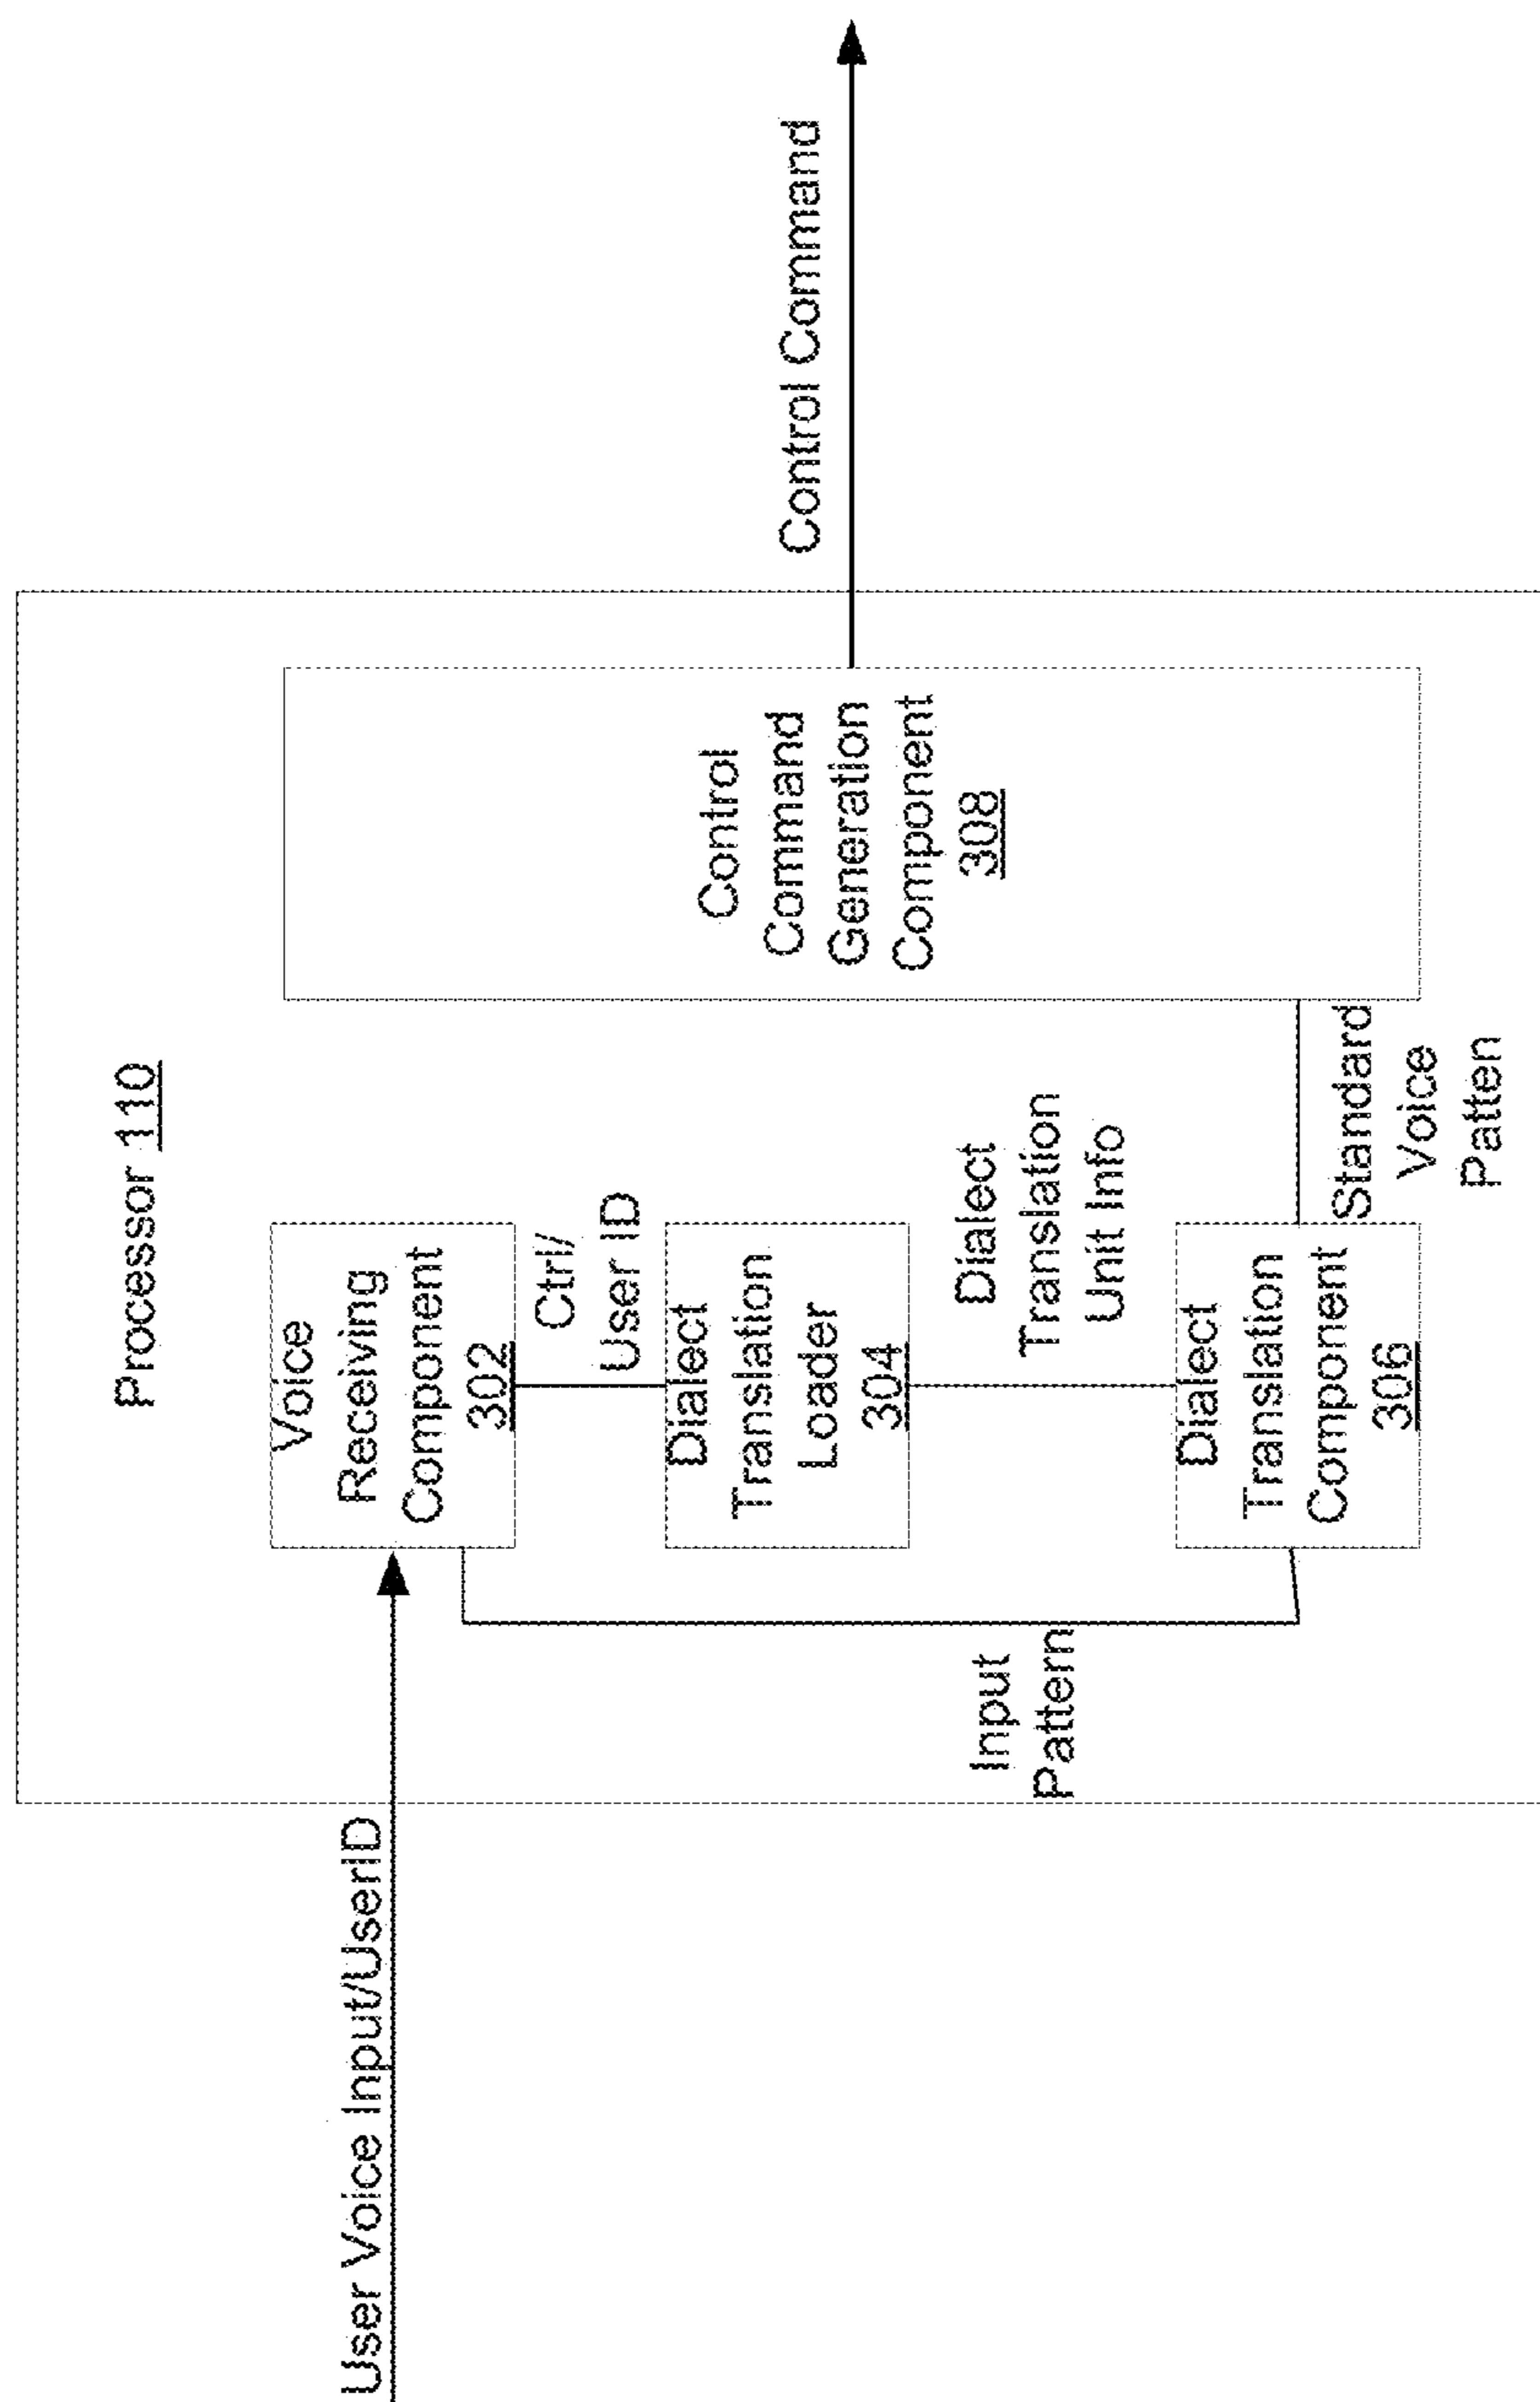 Processor 110
User Voice Input/UserID
Voice
Receiving
Component
302
Ctrl/
User ID
Dialect
Translation
Loader
304
Dialect
Translation
Unit Info
Input
Pattern
Dialect
Translation
Component
306
Standard
Voice
Patten
Control
Command
Generation
Component
308
Control Command